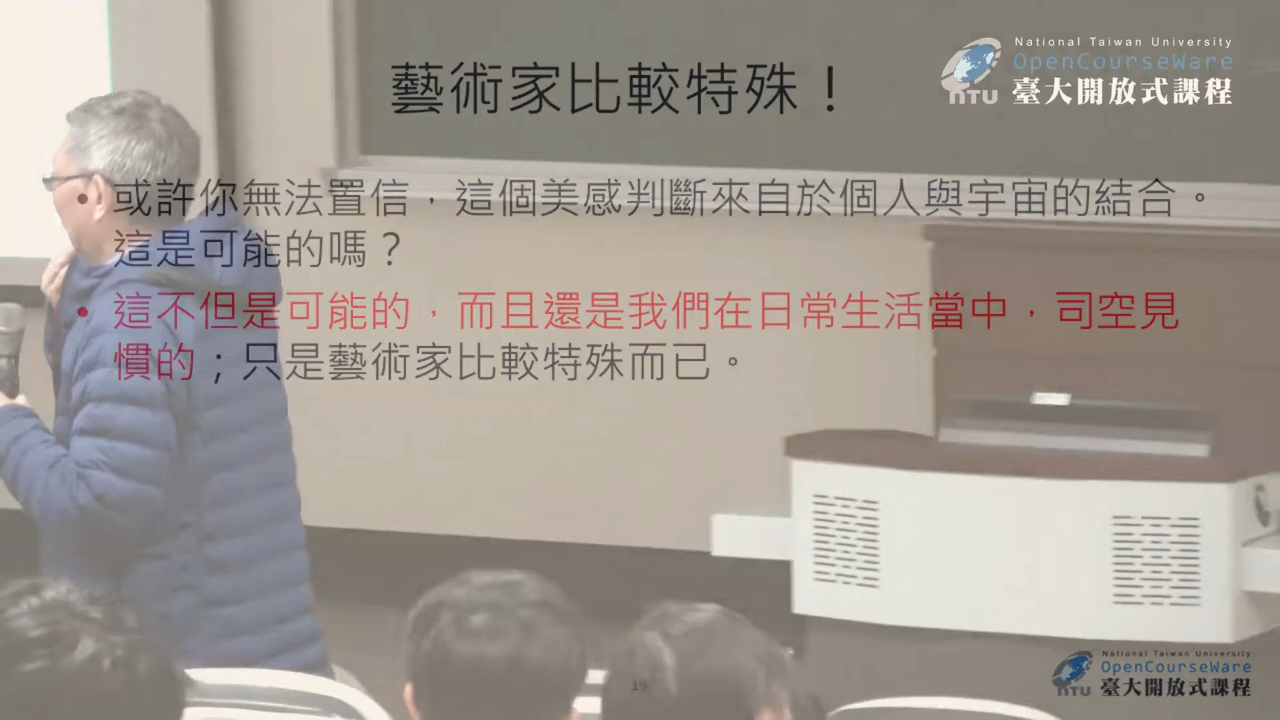 藝術家比較特殊！
National Taiwan University
OpenCourseWare
NTU 臺大開放式課程
• 或許你無法置信，這個美感判斷來自於個人與宇宙的結合。
這是可能的嗎？
• 這不但是可能的，而且還是我們在日常生活當中，司空見
慣的；只是藝術家比較特殊而已。
19
National Taiwan University
OpenCourseWare
NTU 臺大開放式課程